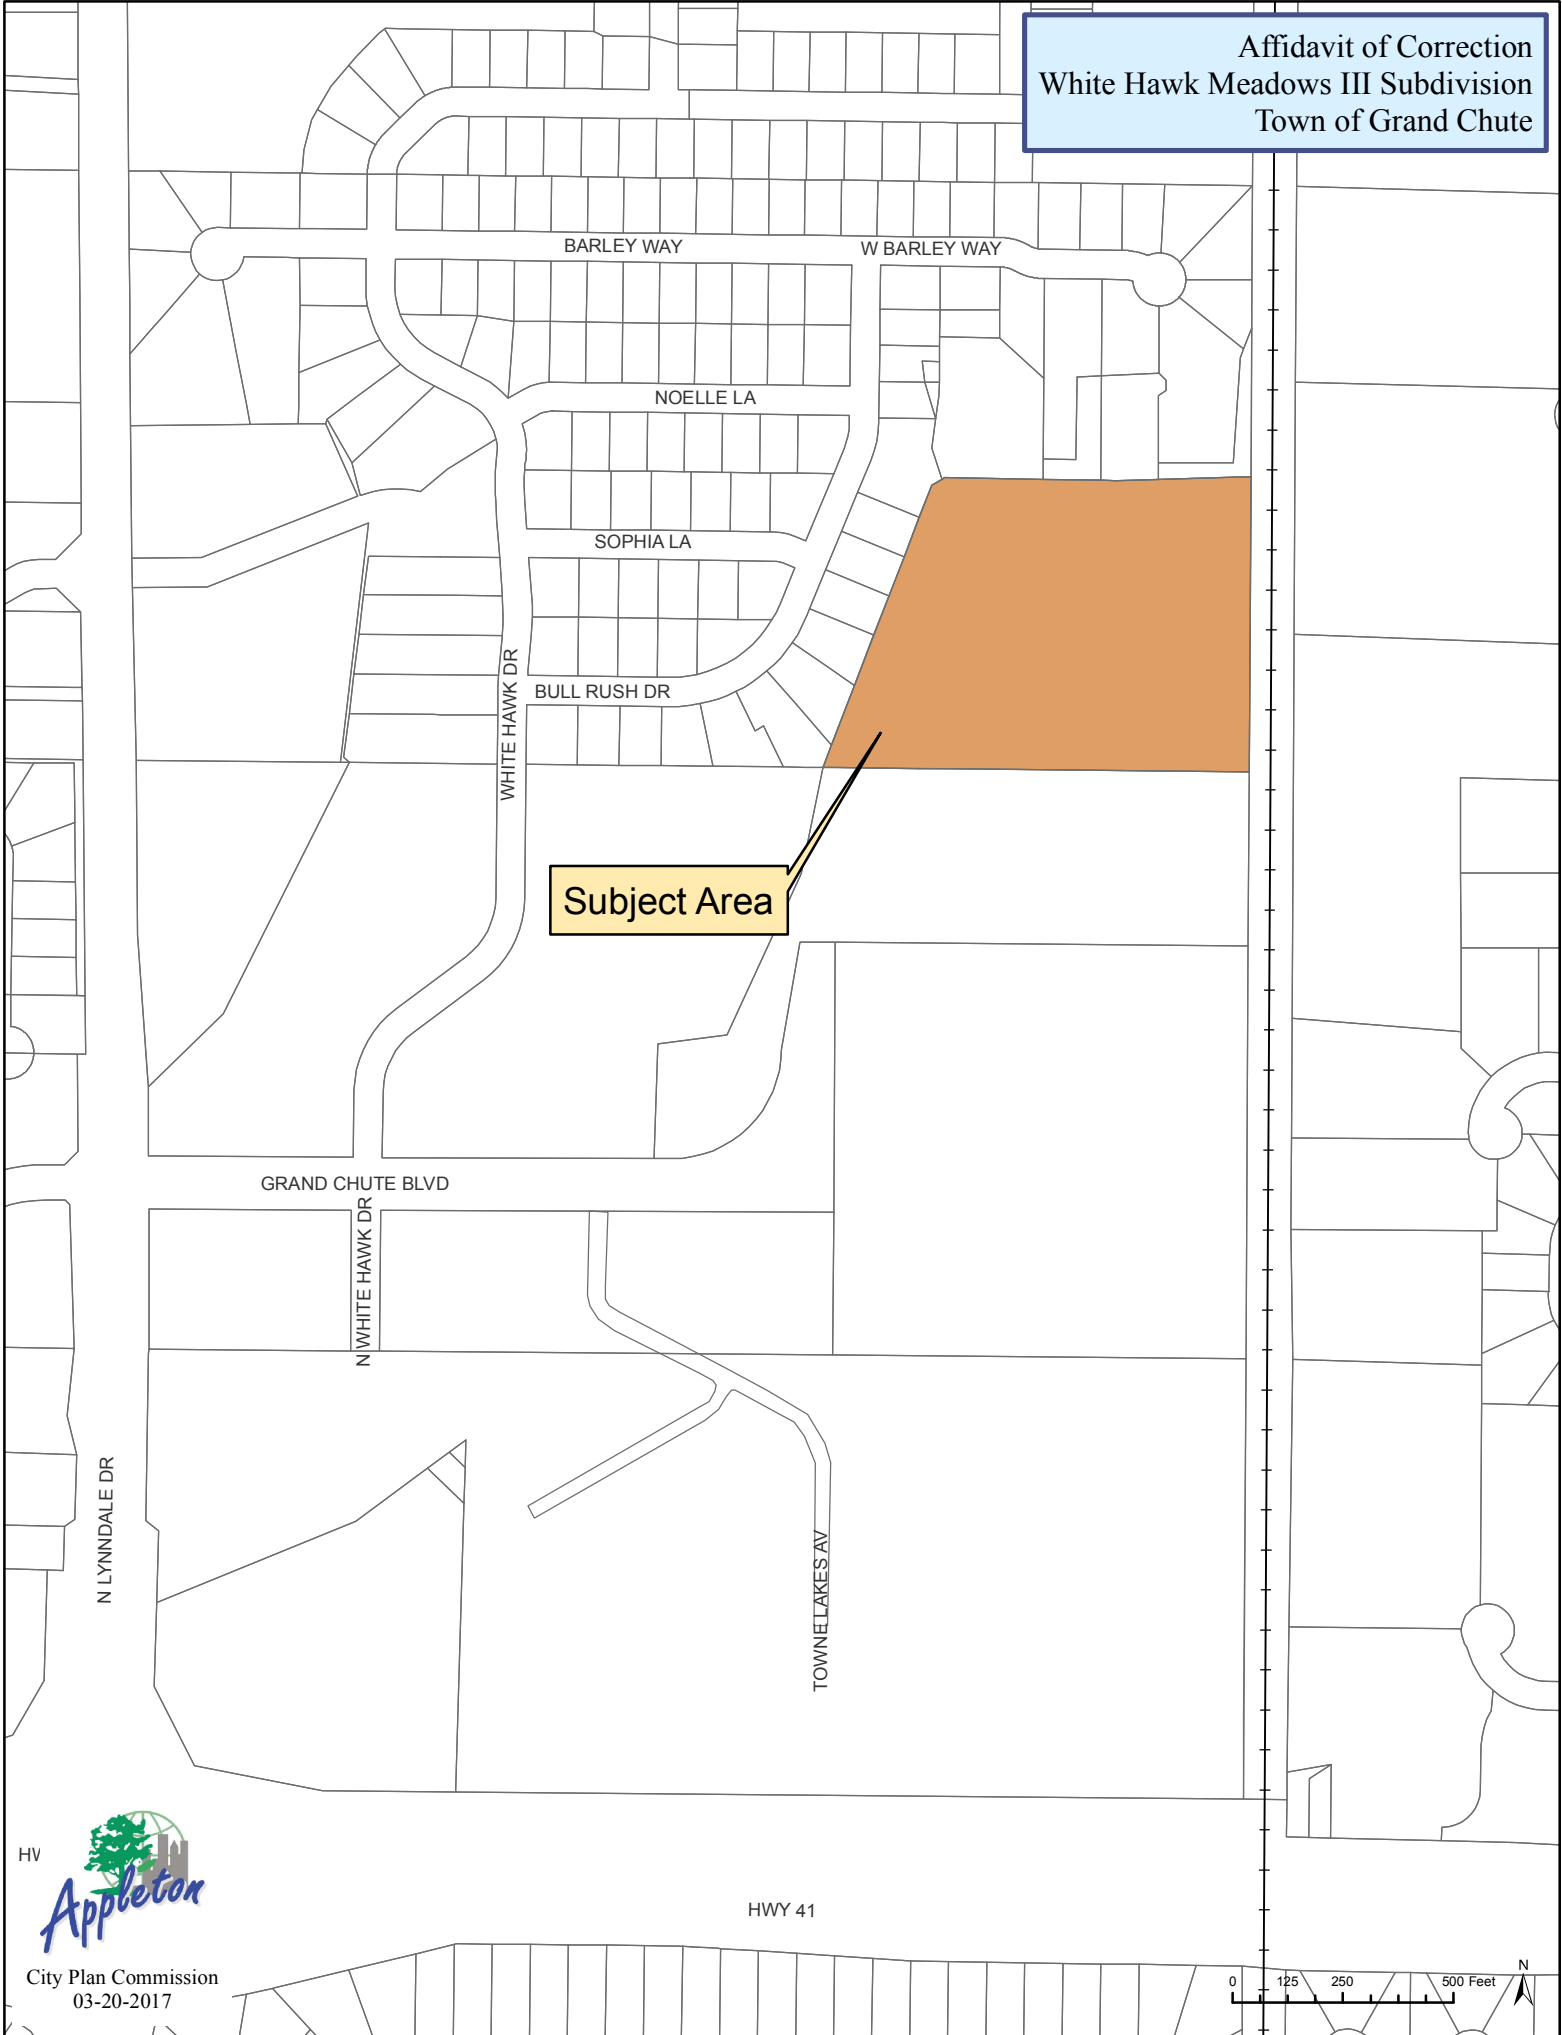 Affidavit of Correction
White Hawk Meadows III Subdivision
Town of Grand Chute
BARLEY WAY
W BARLEY WAY
NOELLE LA
SOPHIA LA
WHITE HAWK DR
BULL RUSH DR
Subject Area
GRAND CHUTE BLVD
N WHITE HAWK DR
N LYNNDALE DR
TOWNE LAKES AV
HWY 41
Appleton
City Plan Commission
03-20-2017
0 125 250 500 Feet
N